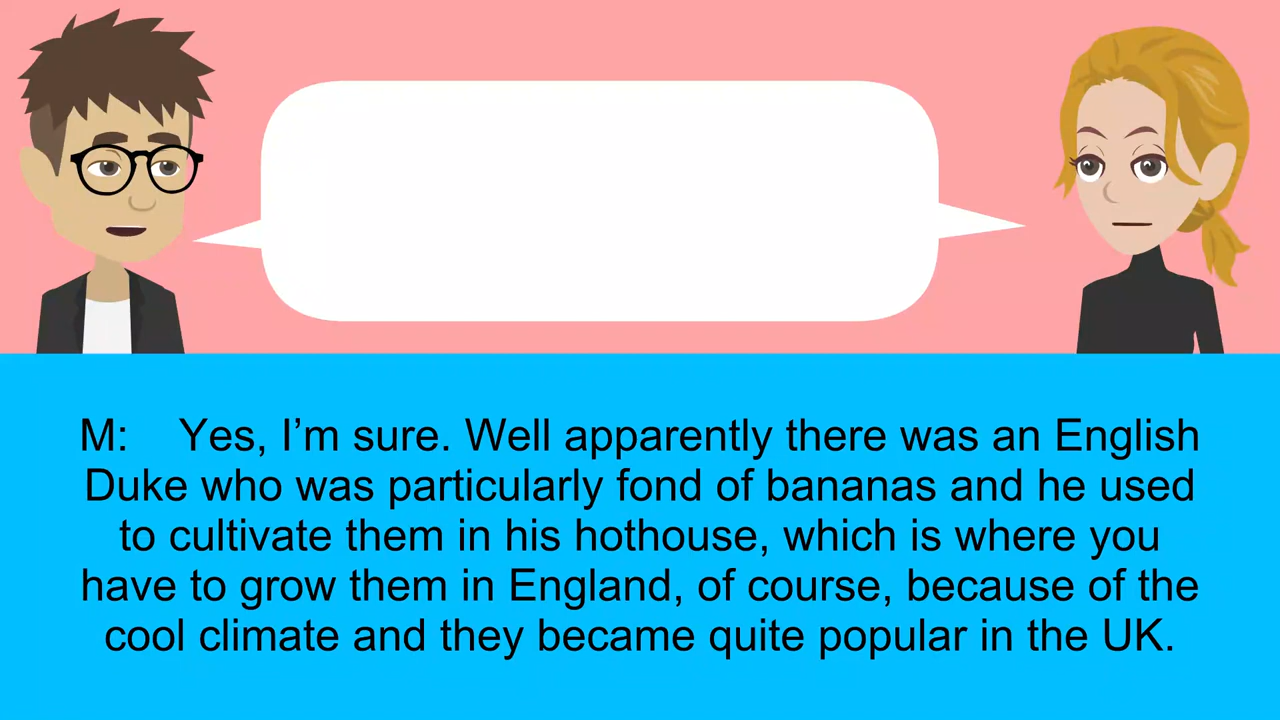 M: Yes, I’m sure. Well apparently there was an English
Duke who was particularly fond of bananas and he used
to cultivate them in his hothouse, which is where you
have to grow them in England, of course, because of the
cool climate and they became quite popular in the UK.